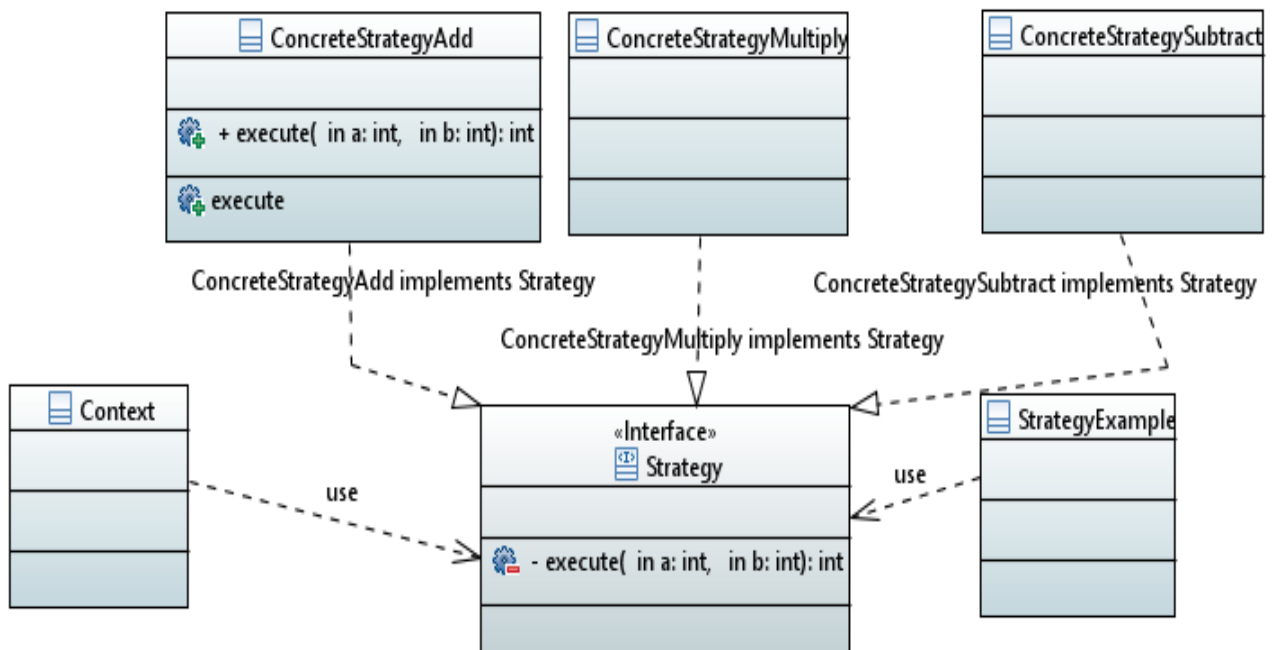 ConcreteStrategyAdd
+ execute( in a: int, in b: int): int
execute
ConcreteStrategyMultiply
ConcreteStrategySubtract
ConcreteStrategyAdd implements Strategy
ConcreteStrategySubtract implements Strategy
ConcreteStrategyMultiply implements Strategy
Context
use
«Interface»
Strategy
- execute( in a: int, in b: int): int
use
StrategyExample